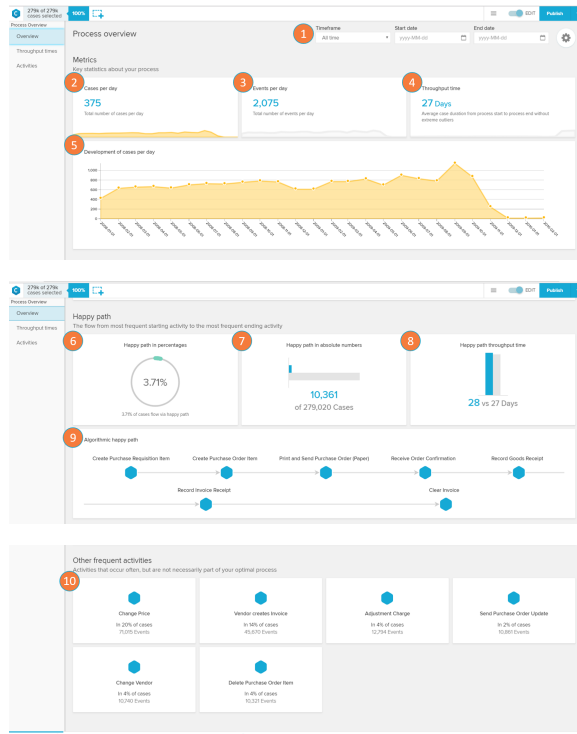 279k of 279k
cases selected
100%
EDIT
Publish
Process Overview
Overview
Throughput times
Activities
Process overview
1
Timeframe
All time
Start date
yyyy-MM-dd
End date
yyyy-MM-dd
Metrics
Key statistics about your process
2
Cases per day
375
Total number of cases per day
3
Events per day
2,075
Total number of events per day
4
Throughput time
27 Days
Average case duration from process start to process end without
extreme outliers
5
Development of cases per day
1000
800
600
400
200
0
279k of 279k
cases selected
100%
EDIT
Publish
Process Overview
Overview
Throughput times
Activities
Happy path
The flow from most frequent starting activity to the most frequent ending activity
6
Happy path in percentages
3.71%
3.71% of cases flow via happy path
7
Happy path in absolute numbers
10,361
of 279,020 Cases
8
Happy path throughput time
28 vs 27 Days
9
Algorithmic happy path
Create Purchase Requisition Item
Create Purchase Order Item
Print and Send Purchase Order (Paper)
Receive Order Confirmation
Record Goods Receipt
Record Invoice Receipt
Clear Invoice
Other frequent activities
Activities that occur often, but are not necessarily part of your optimal process
10
Change Price
In 20% of cases
71,015 Events
Vendor creates Invoice
In 14% of cases
45,670 Events
Adjustment Charge
In 4% of cases
12,794 Events
Send Purchase Order Update
In 2% of cases
10,861 Events
Change Vendor
In 4% of cases
10,740 Events
Delete Purchase Order Item
In 4% of cases
10,321 Events